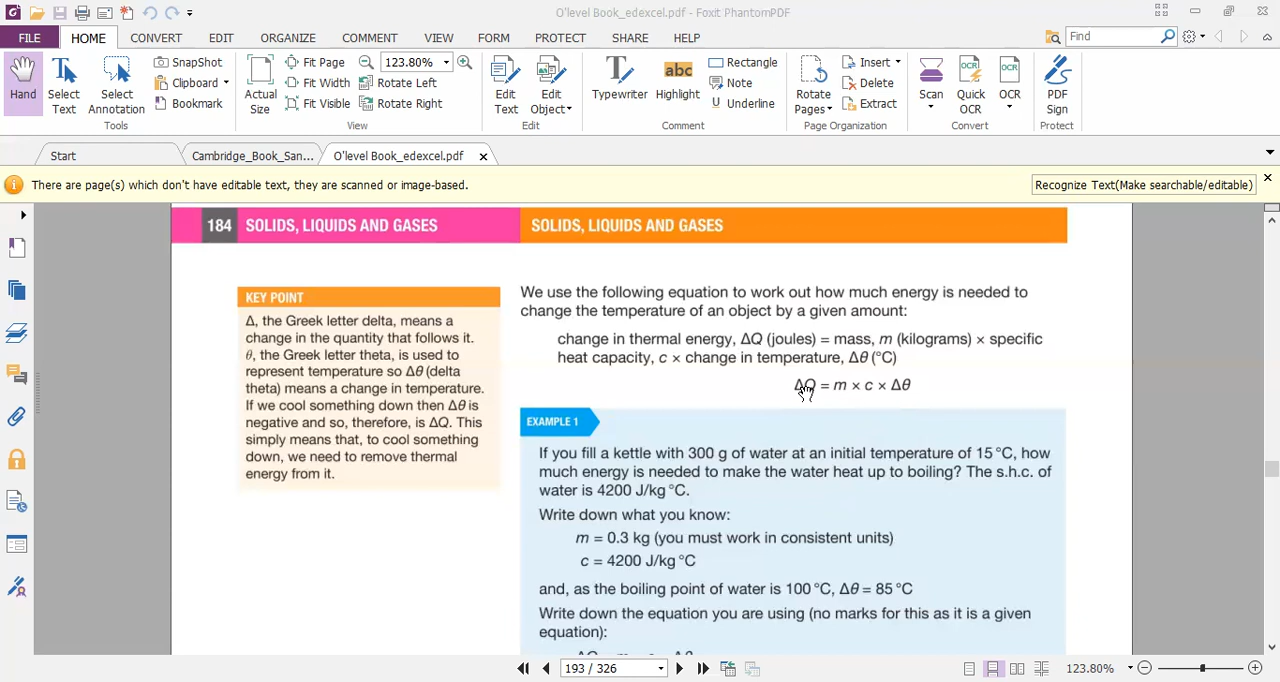 O'level Book_edexcel.pdf - Foxit PhantomPDF
FILE HOME CONVERT EDIT ORGANIZE COMMENT VIEW FORM PROTECT SHARE HELP
Find
Hand
Select Text
Select Annotation
SnapShot
Clipboard
Bookmark
Tools
Actual Size
Fit Page
Fit Width
Fit Visible
123.80%
Rotate Left
Rotate Right
View
Edit Text
Edit Object
Edit
Typewriter
abc
Highlight
Rectangle
Note
U Underline
Comment
Rotate Pages
Insert
Delete
Extract
Page Organization
Scan
OCR
Quick OCR
OCR
OCR
Convert
PDF Sign
Protect
Start
Cambridge_Book_San...
O'level Book_edexcel.pdf
There are page(s) which don't have editable text, they are scanned or image-based.
Recognize Text(Make searchable/editable)
184 SOLIDS, LIQUIDS AND GASES
SOLIDS, LIQUIDS AND GASES
KEY POINT
Δ, the Greek letter delta, means a
change in the quantity that follows it.
θ, the Greek letter theta, is used to
represent temperature so Δθ (delta
theta) means a change in temperature.
If we cool something down then Δθ is
negative and so, therefore, is ΔQ. This
simply means that, to cool something
down, we need to remove thermal
energy from it.
We use the following equation to work out how much energy is needed to
change the temperature of an object by a given amount:
change in thermal energy, ΔQ (joules) = mass, m (kilograms) × specific
heat capacity, c × change in temperature, Δθ (°C)
ΔQ = m × c × Δθ
EXAMPLE 1
If you fill a kettle with 300 g of water at an initial temperature of 15 °C, how
much energy is needed to make the water heat up to boiling? The s.h.c. of
water is 4200 J/kg °C.
Write down what you know:
m = 0.3 kg (you must work in consistent units)
c = 4200 J/kg °C
and, as the boiling point of water is 100 °C, Δθ = 85 °C
Write down the equation you are using (no marks for this as it is a given
equation):
193 / 326
123.80%